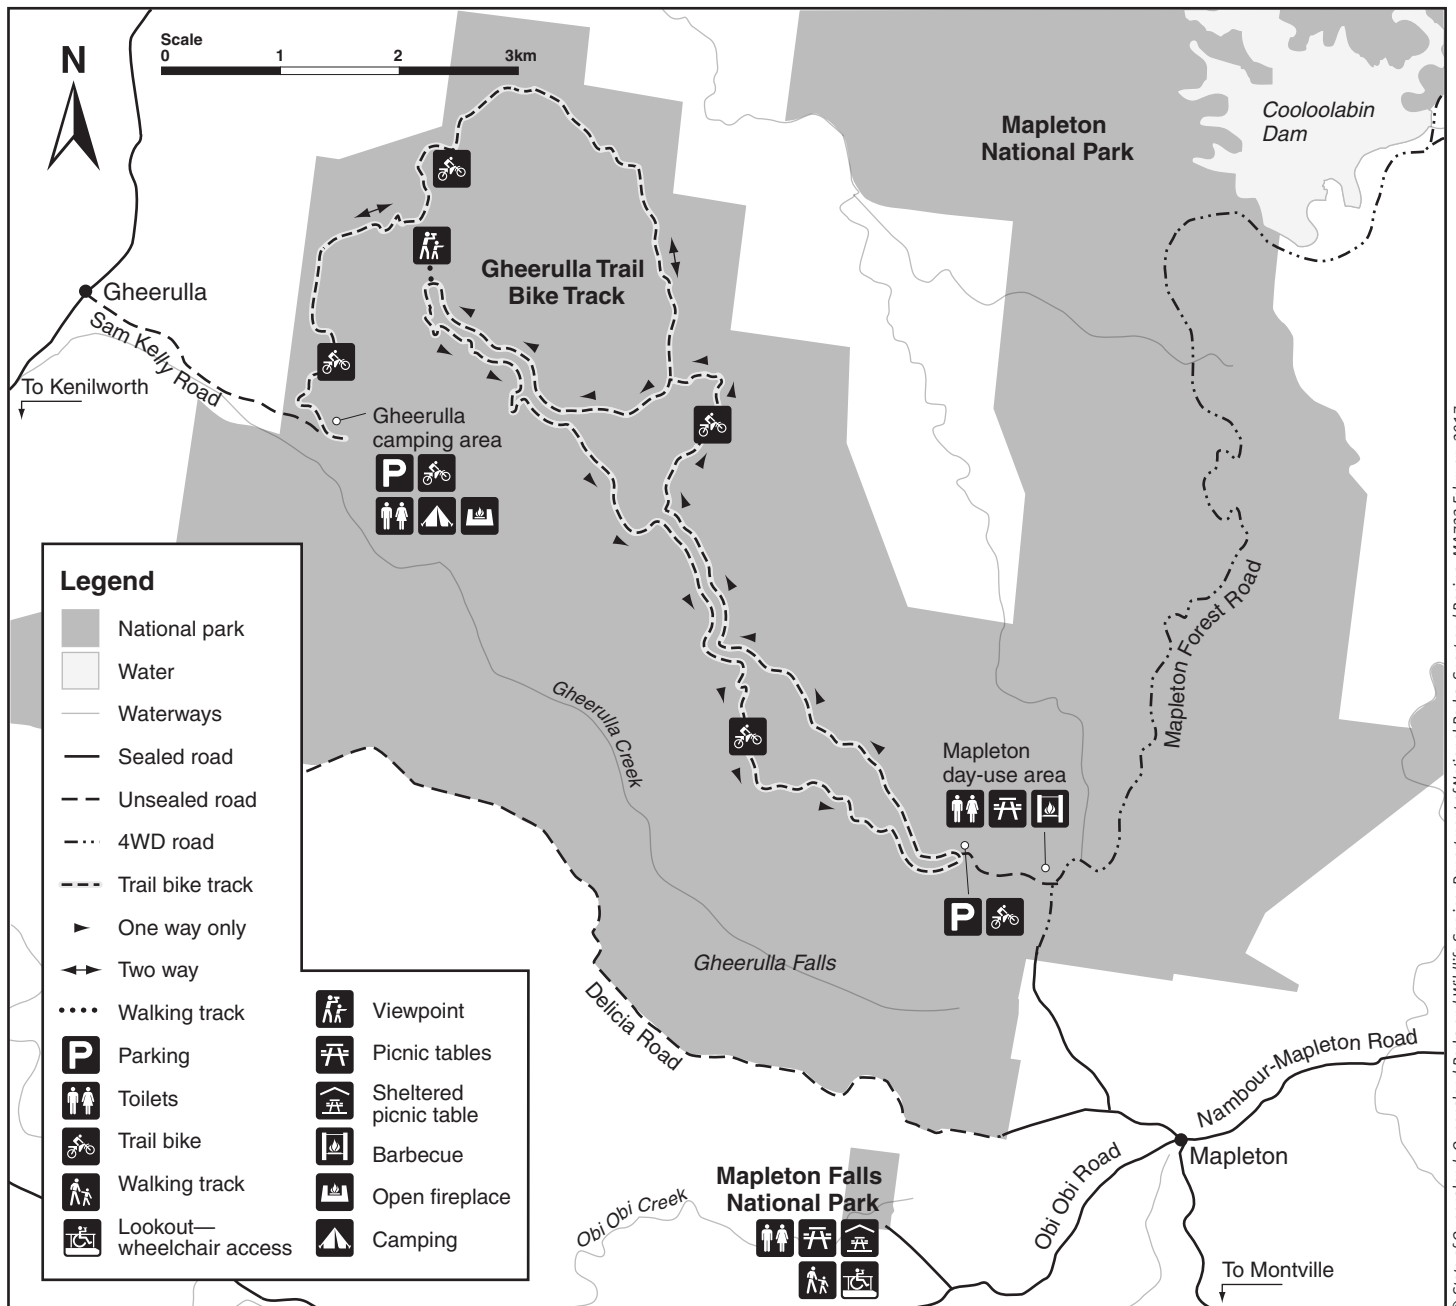 Scale
0 1 2 3km
N
Cooloolabin
Dam
Mapleton
National Park
Gheerulla Trail
Bike Track
Gheerulla
Sam Kelly Road
To Kenilworth
Gheerulla
camping area
P
Legend
National park
Water
Waterways
Sealed road
Unsealed road
4WD road
Trail bike track
One way only
Two way
Walking track
P Parking
Toilets
Trail bike
Walking track
Lookout—
wheelchair access
Viewpoint
Picnic tables
Sheltered
picnic table
Barbecue
Open fireplace
Camping
Gheerulla Creek
Mapleton Forest Road
Mapleton
day-use area
P
Gheerulla Falls
Delicia Road
Nambour-Mapleton Road
Mapleton
Obi Obi Road
Mapleton Falls
National Park
Obi Obi Creek
To Montville